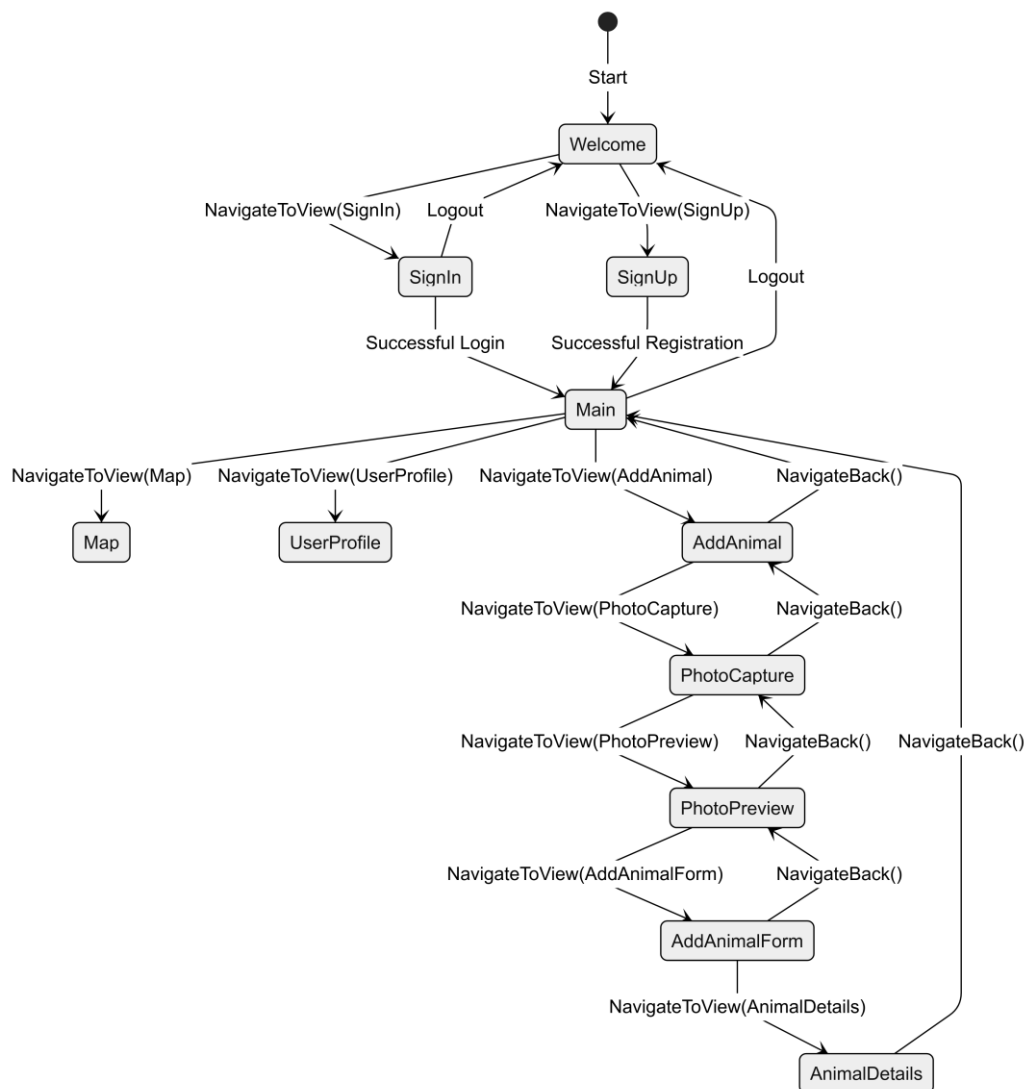 Start
Welcome
NavigateToView(SignIn)
Logout
NavigateToView(SignUp)
SignIn
SignUp
Logout
Successful Login
Successful Registration
Main
NavigateToView(Map)
NavigateToView(UserProfile)
NavigateToView(AddAnimal)
NavigateBack()
Map
UserProfile
AddAnimal
NavigateToView(PhotoCapture)
NavigateBack()
PhotoCapture
NavigateToView(PhotoPreview)
NavigateBack()
NavigateBack()
PhotoPreview
NavigateToView(AddAnimalForm)
NavigateBack()
AddAnimalForm
NavigateToView(AnimalDetails)
AnimalDetails